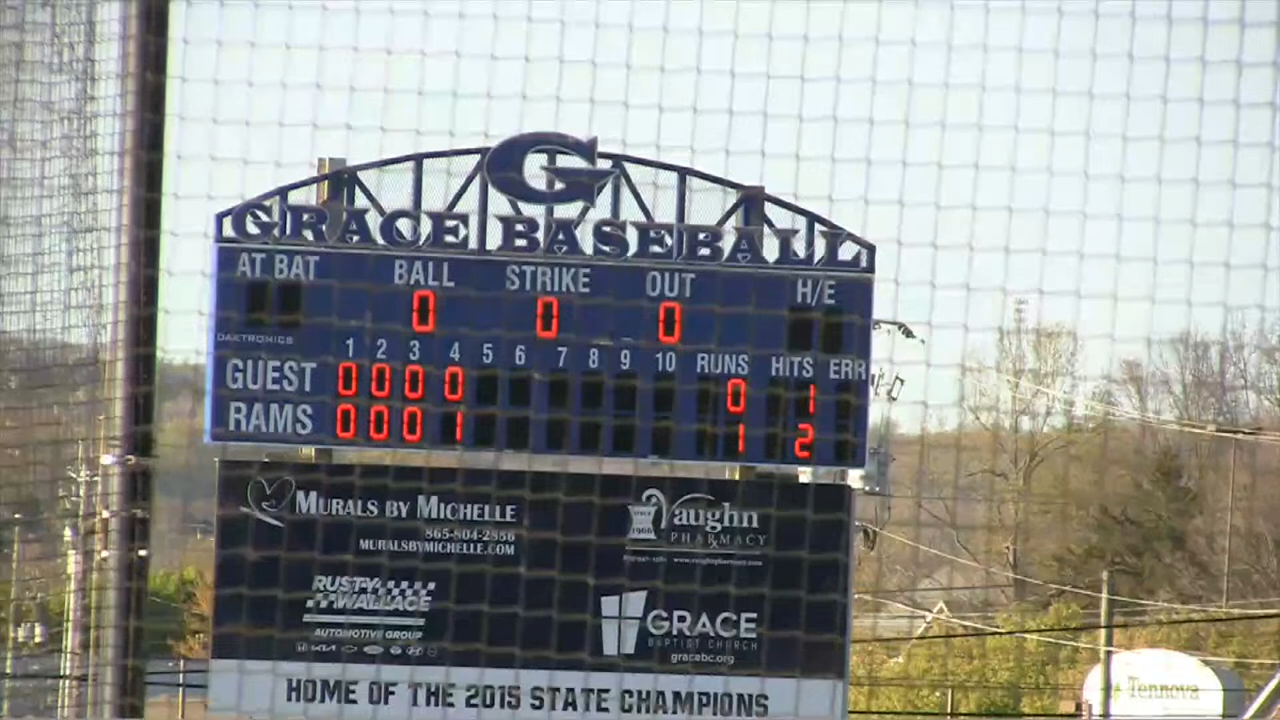 G
GRACE BASEBALL
AT BAT BALL STRIKE OUT H/E
0 0 0
DAKTRONICS
1 2 3 4 5 6 7 8 9 10 RUNS HITS ERR
GUEST 0 0 0 0 0 1
RAMS 0 0 0 1 1 2
MURALS BY MICHELLE
865-804-2886
MURALSBYMICHELLE.COM
Vaughn
PHARMACY
RUSTY
WALLACE
AUTOMOTIVE GROUP
GRACE
BAPTIST CHURCH
gracebc.org
HOME OF THE 2015 STATE CHAMPIONS
Tennova